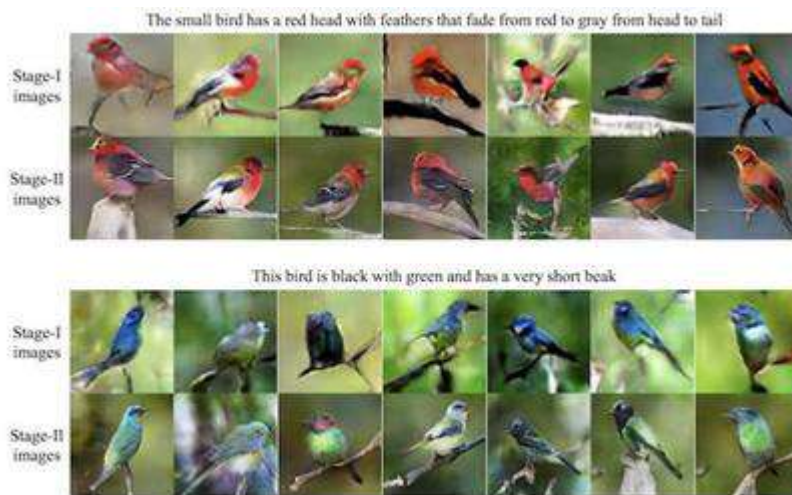 The small bird has a red head with feathers that fade from red to gray from head to tail
Stage-I
images
Stage-II
images
This bird is black with green and has a very short beak
Stage-I
images
Stage-II
images